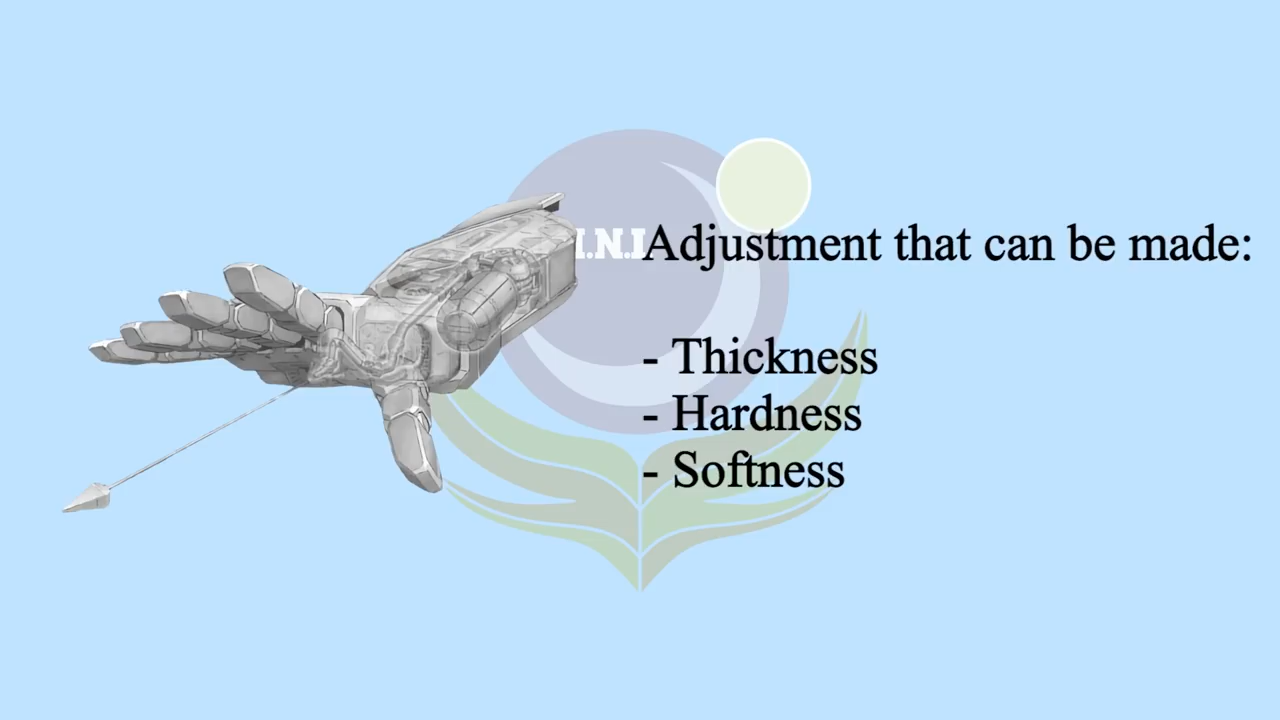 I.N.I
Adjustment that can be made:
- Thickness
- Hardness
- Softness